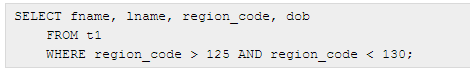 SELECT fname, lname, region_code, dob
FROM t1
WHERE region_code > 125 AND region_code < 130;